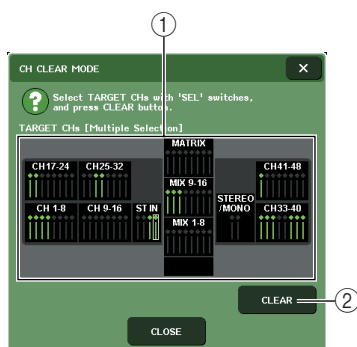 1
CH CLEAR MODE
×
? Select TARGET CHs with 'SEL' switches,
and press CLEAR button.
TARGET CHs [Multiple Selection]
MATRIX
CH17-24 CH25-32 CH41-48
MIX 9-16
STEREO
/MONO
CH 1-8 CH 9-16 ST IN CH33-40
MIX 1-8
CLEAR 2
CLOSE